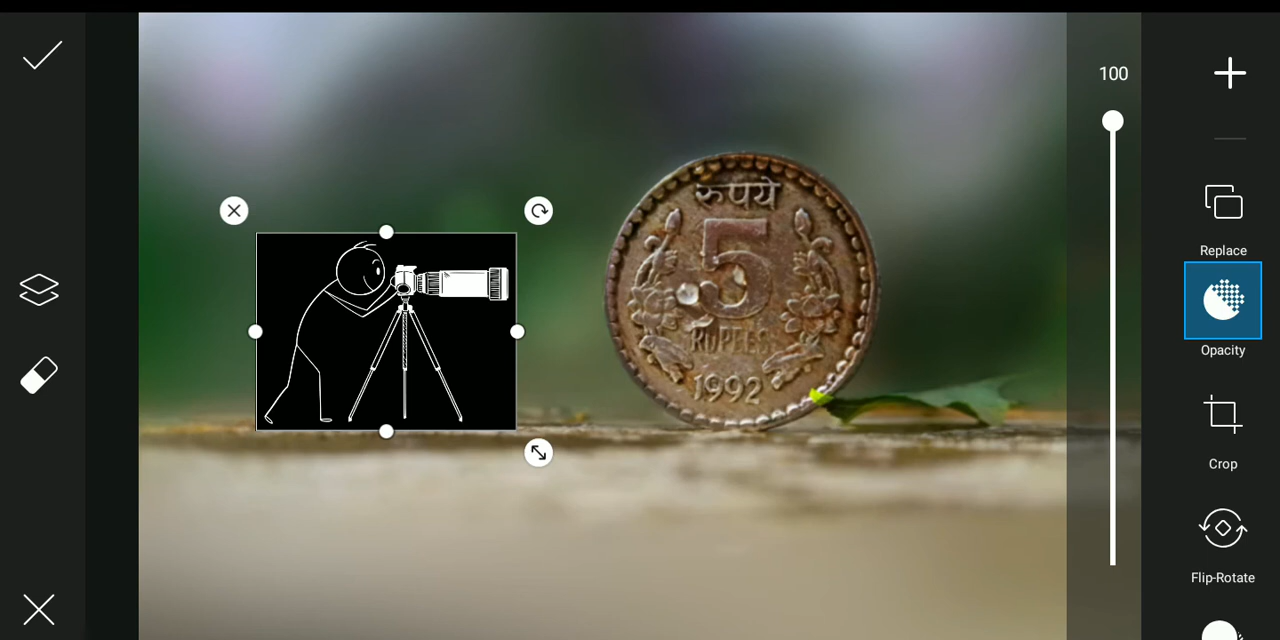 100
Replace
Opacity
Crop
Flip-Rotate
रुपये
5
RUPEES
1992